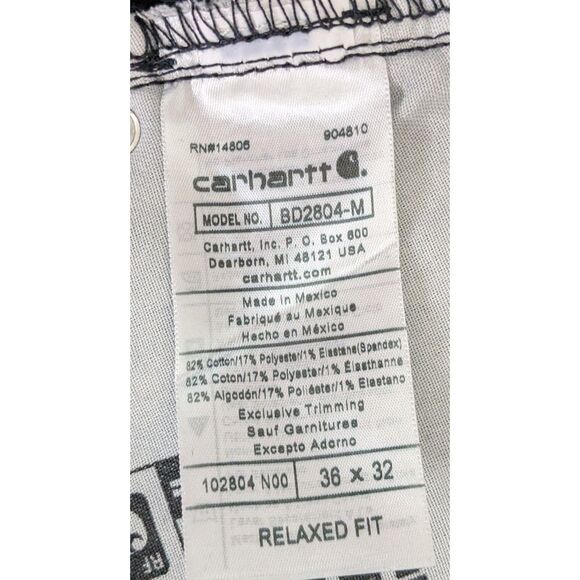 RN#14806 904810
carhartt
MODEL NO. BD2804-M
Carhartt, Inc. P. O. Box 600
Dearborn, MI 48121 USA
carhartt.com
Made in Mexico
Fabriqué au Mexique
Hecho en México
82% Cotton/17% Polyester/1% Elastane(Spandex)
82% Coton/17% Polyester/1% Élasthanne
82% Algodón/17% Poliéster/1% Elastano
Exclusive Trimming
Sauf Garnitures
Excepto Adorno
102804 N00 36 x 32
RELAXED FIT
RF